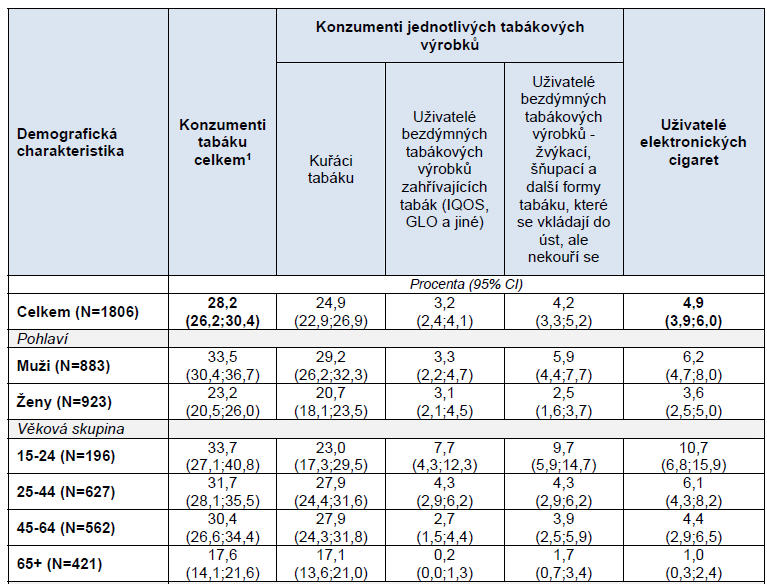 Demografická
charakteristika
Konzumenti
tabáku
celkem¹
Konzumenti jednotlivých tabákových
výrobků
Kuřáci
tabáku
Uživatelé
bezdýmných
tabákových
výrobků
zahřívajících
tabák (IQOS,
GLO a jiné)
Uživatelé
bezdýmných
tabákových
výrobků -
žvýkací,
šňupací a
další formy
tabáku, které
se vkládají do
úst, ale
nekouří se
Uživatelé
elektronických
cigaret
Procenta (95% CI)
Celkem (N=1806)
28,2 24,9 3,2 4,2 4,9
(26,2;30,4) (22,9;26,9) (2,4;4,1) (3,3;5,2) (3,9;6,0)
Pohlaví
Muži (N=883)
33,5 29,2 3,3 5,9 6,2
(30,4;36,7) (26,2;32,3) (2,2;4,7) (4,4;7,7) (4,7;8,0)
Ženy (N=923)
23,2 20,7 3,1 2,5 3,6
(20,5;26,0) (18,1;23,5) (2,1;4,5) (1,6;3,7) (2,5;5,0)
Věková skupina
15-24 (N=196)
33,7 23,0 7,7 9,7 10,7
(27,1;40,8) (17,3;29,5) (4,3;12,3) (5,9;14,7) (6,8;15,9)
25-44 (N=627)
31,7 27,9 4,3 4,3 6,1
(28,1;35,5) (24,4;31,6) (2,9;6,2) (2,9;6,2) (4,3;8,2)
45-64 (N=562)
30,4 27,9 2,7 3,9 4,4
(26,6;34,4) (24,3;31,8) (1,5;4,4) (2,5;5,9) (2,9;6,5)
65+ (N=421)
17,6 17,1 0,2 1,7 1,0
(14,1;21,6) (13,6;21,0) (0,0;1,3) (0,7;3,4) (0,3;2,4)